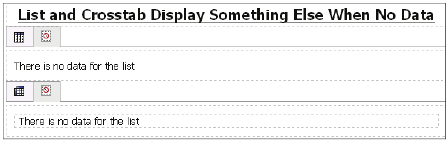 List and Crosstab Display Something Else When No Data
There is no data for the list
There is no data for the list